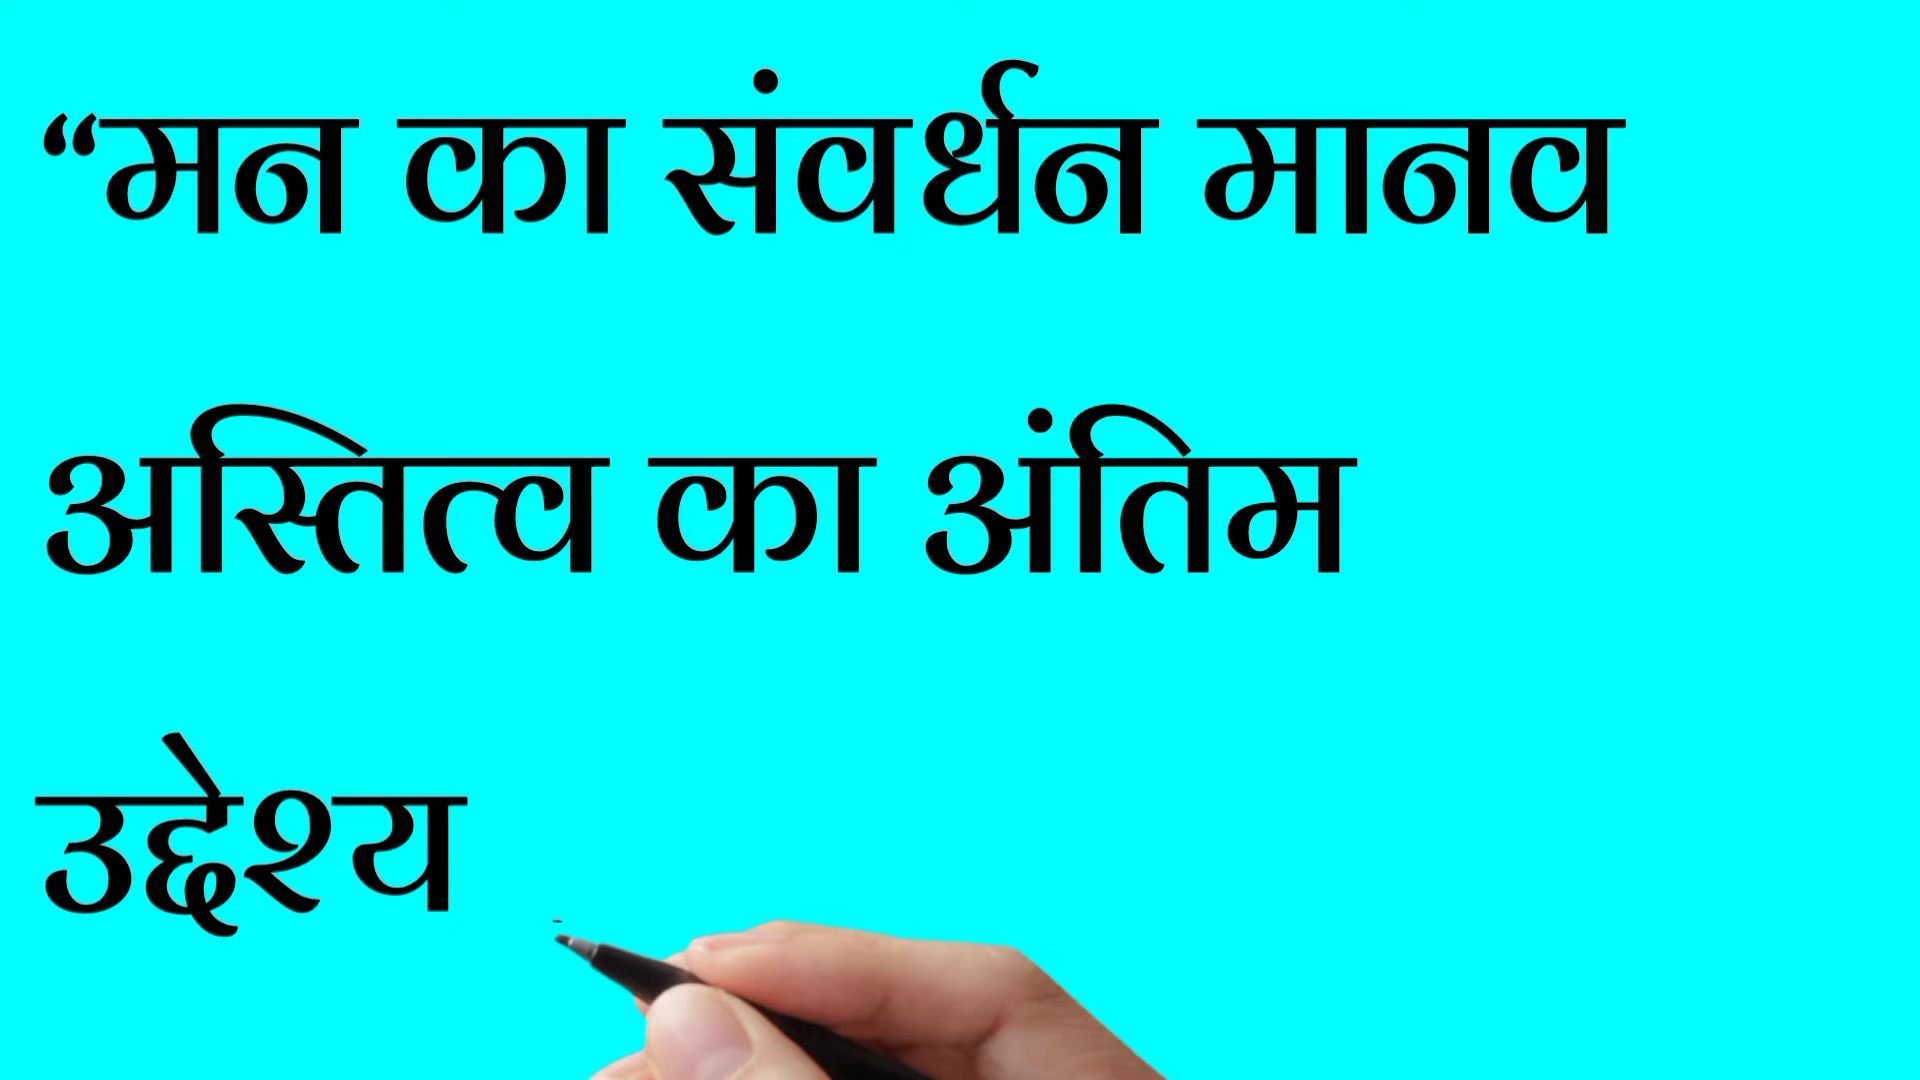 “मन का संवर्धन मानव
अस्तित्व का अंतिम
उद्देश्य